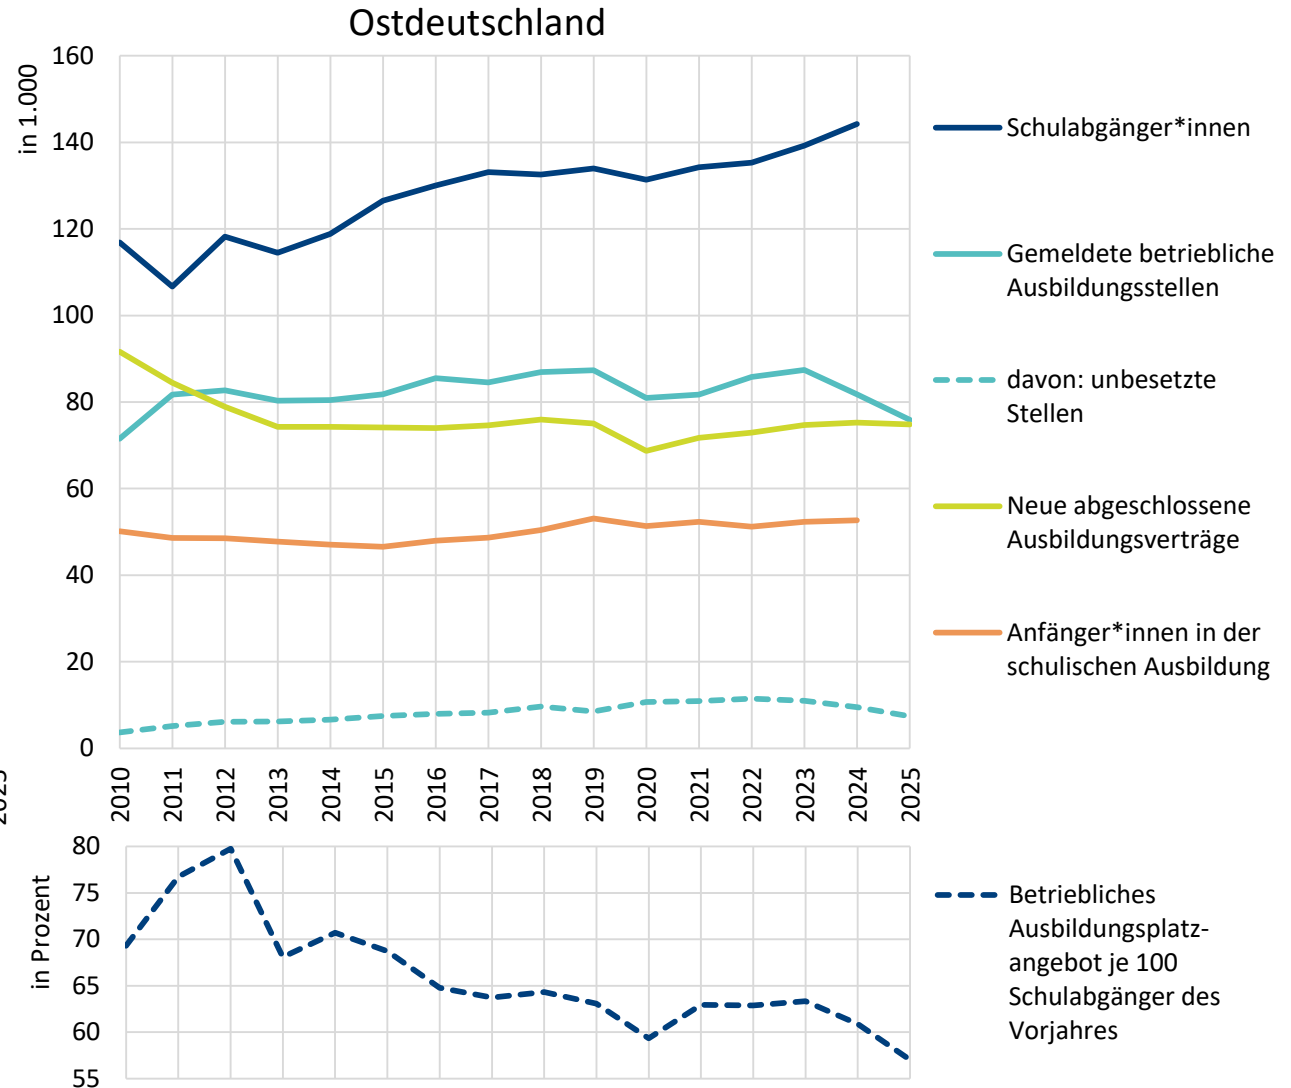 Ostdeutschland
in 1.000
160
140
120
100
80
60
40
20
0
2010
2011
2012
2013
2014
2015
2016
2017
2018
2019
2020
2021
2022
2023
2024
2025
Schulabgänger*innen
Gemeldete betriebliche
Ausbildungsstellen
davon: unbesetzte
Stellen
Neue abgeschlossene
Ausbildungsverträge
Anfänger*innen in der
schulischen Ausbildung
in Prozent
80
75
70
65
60
55
Betriebliches
Ausbildungsplatz-
angebot je 100
Schulabgänger des
Vorjahres